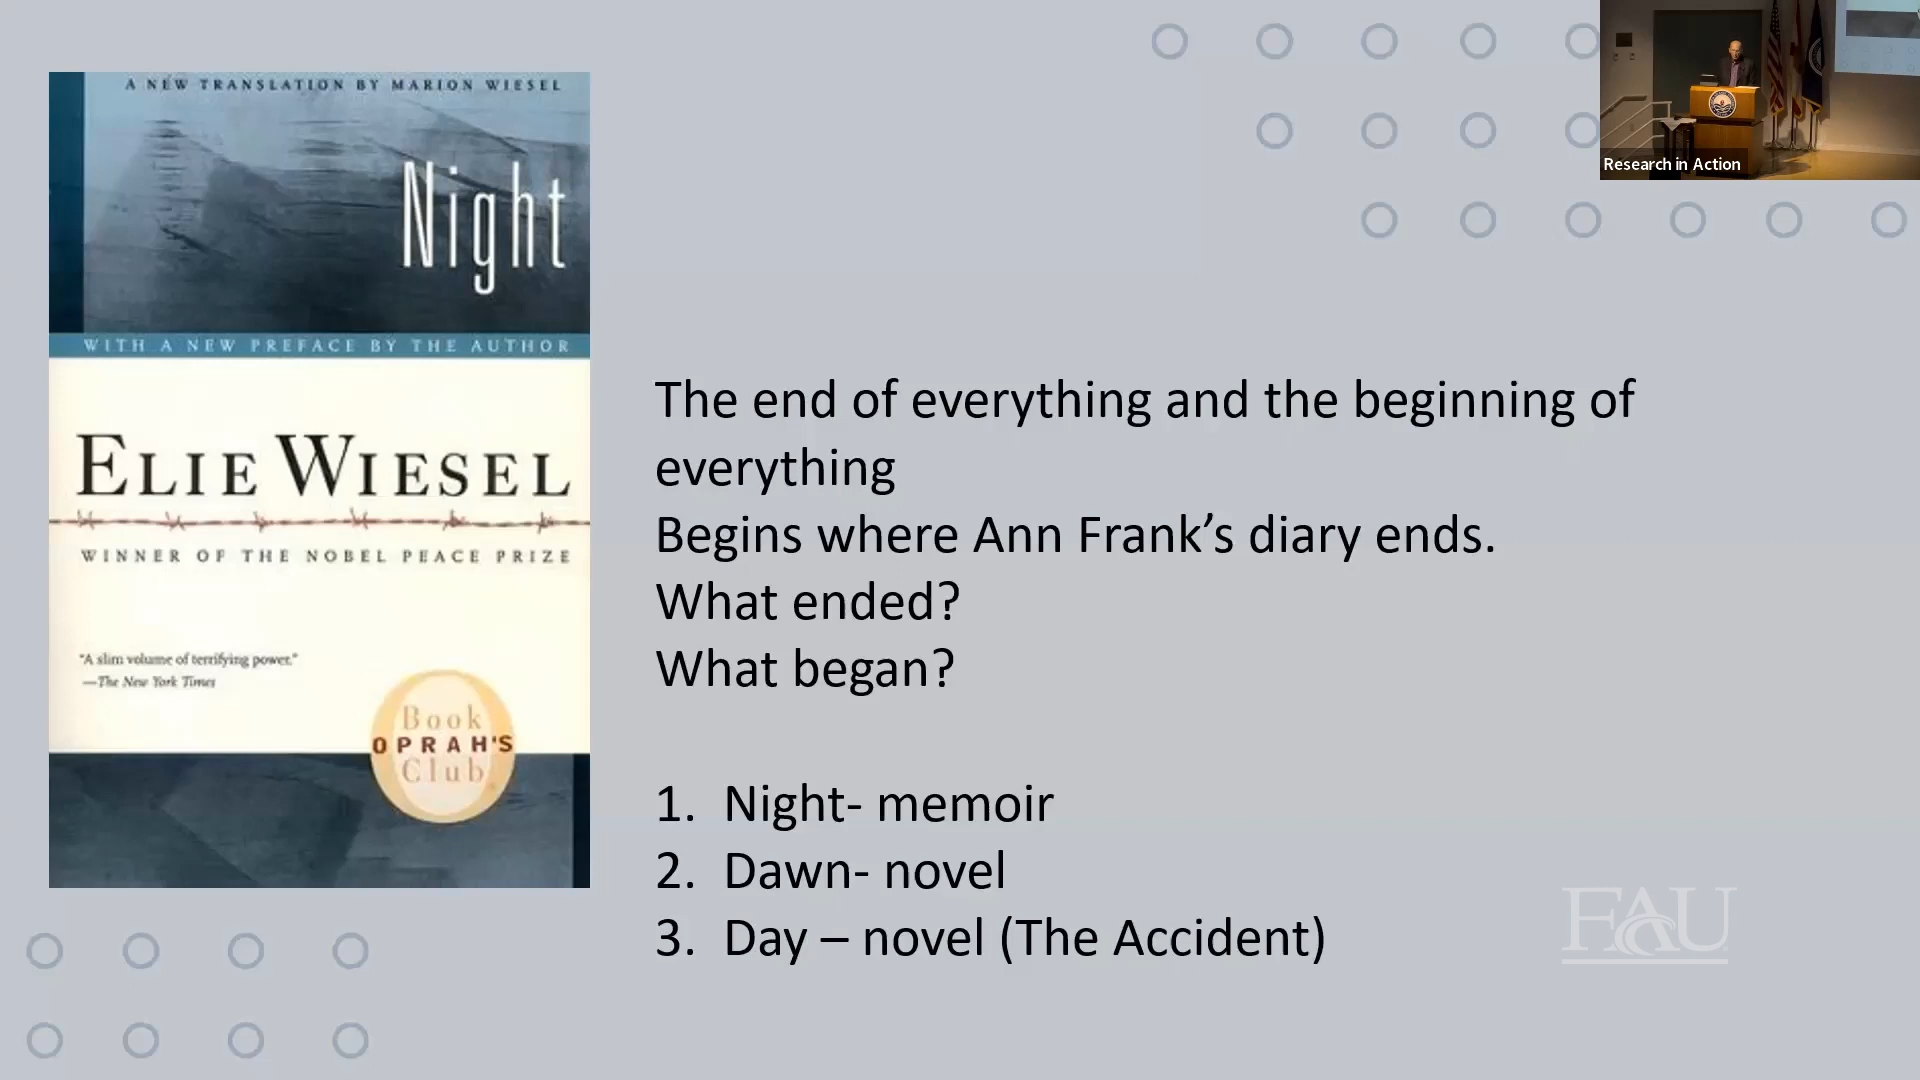 A NEW TRANSLATION BY MARION WIESEL
Night
WITH A NEW PREFACE BY THE AUTHOR
ELIE WIESEL
WINNER OF THE NOBEL PEACE PRIZE
"A slim volume of terrifying power."
—The New York Times
Book
OPRAH'S
Club
The end of everything and the beginning of
everything
Begins where Ann Frank’s diary ends.
What ended?
What began?
1. Night- memoir
2. Dawn- novel
3. Day – novel (The Accident)
FAU
Research in Action